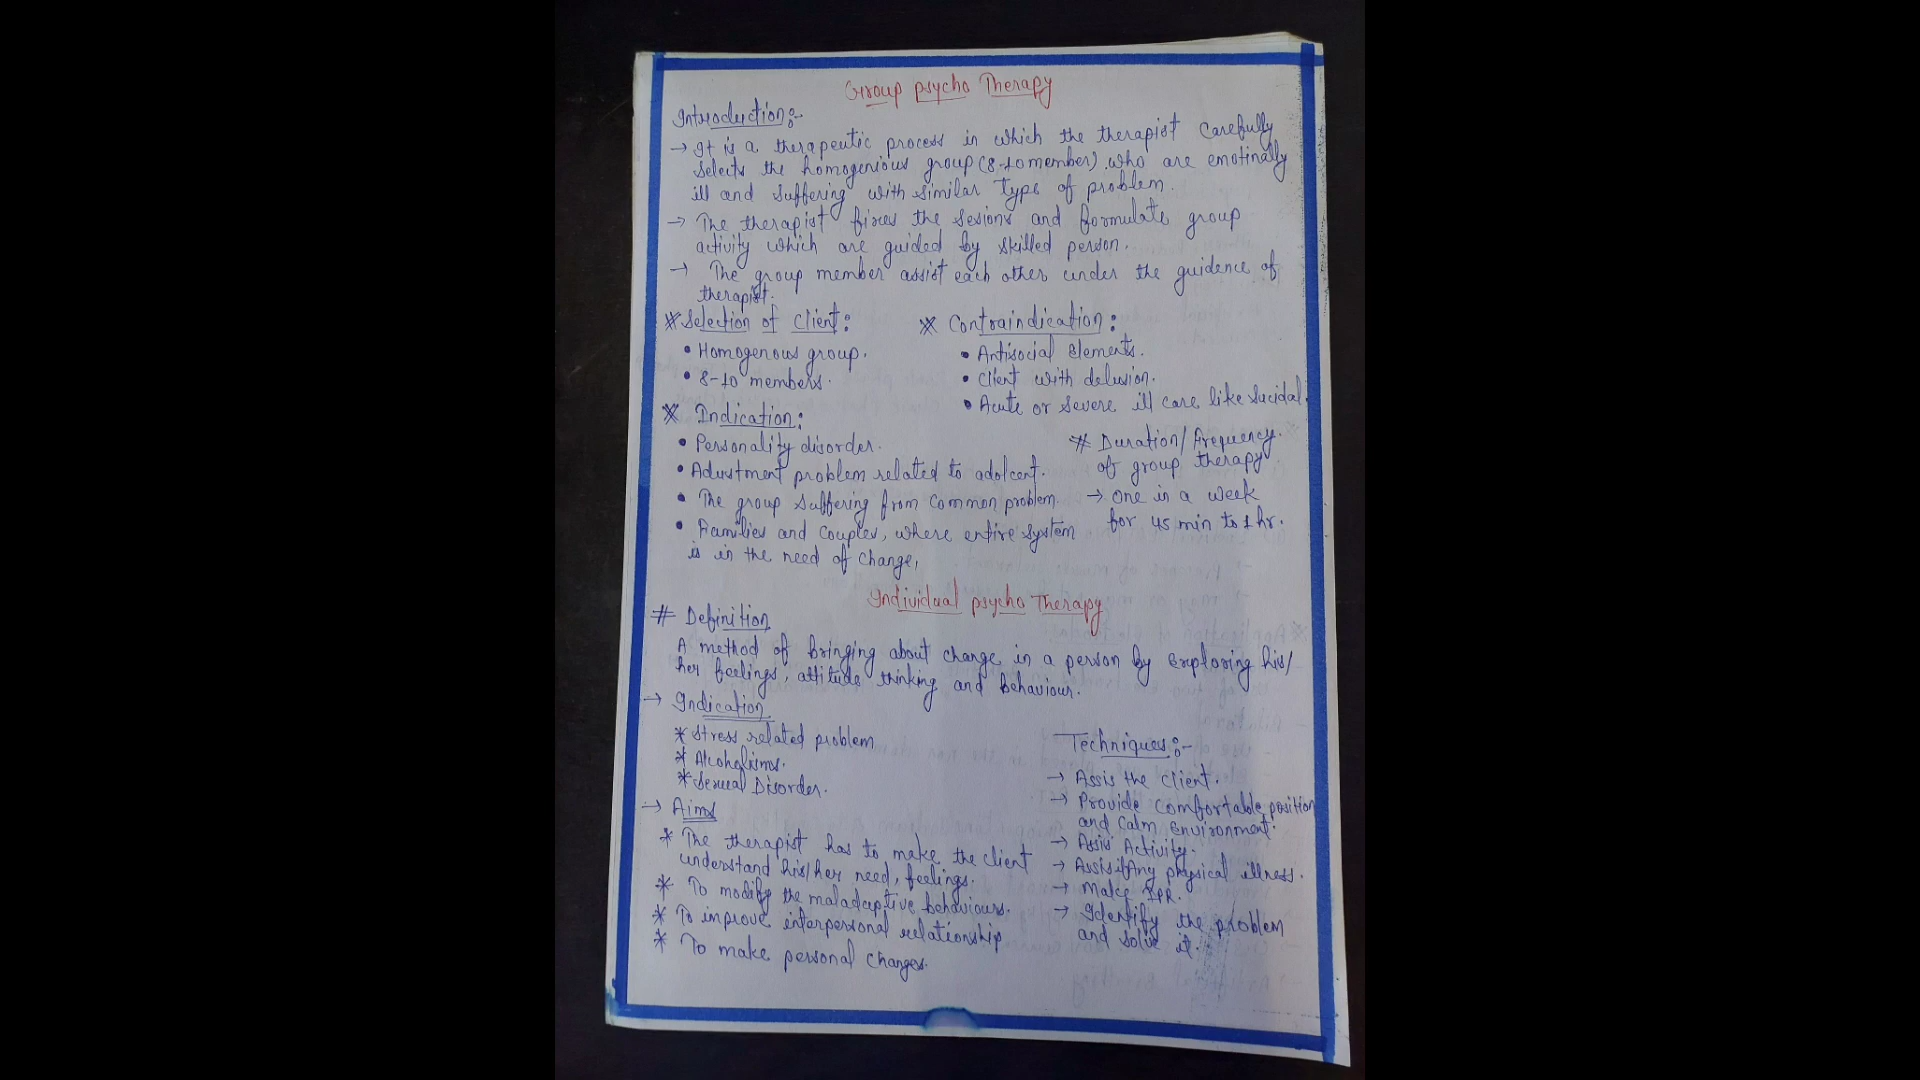 Group psycho Therapy
Introduction:-
→ It is a therapeutic process in which the therapist carefully
selects the homogenious group (8-10 member) who are emotinally
ill and suffering with similar type of problem.
→ The therapist fixes the sesions and formulate group
activity which are guided by skilled person.
→ The group member assist each other under the guidence of
therapist.
* Selection of client:
• Homogenous group.
• 8-10 members.
* Contraindication:
• Antisocial Elements.
• Client with delusion.
• Acute or severe ill care like sucidal.
* Indication:
• Personality disorder.
• Adustment problem related to adolcent.
• The group suffering from common problem.
• Families and couples, where entire system
is in the need of change,
# Duration/Frequency
of group therapy
→ one in a week
for 45 min to 1 hr.
Individual psycho Therapy
# Definition
A method of bringing about change in a person by exploring his/
her feelings, attitude thinking and behaviour.
→ Indication
* Stress related problem
* Alcoholisms.
* Sexual Disorder.
→ Aims
* The therapist has to make the client
understand his/her need, feelings.
* To modify the maladaptive behaviours.
* To improve interpersonal relationship
* To make personal changes.
Techniques:-
→ Assis the client.
→ Provide comfortable position
and calm environment.
→ Assis Activity.
→ Assis if Any physical illness.
→ Make IPR.
→ Identify the problem
and solve it.